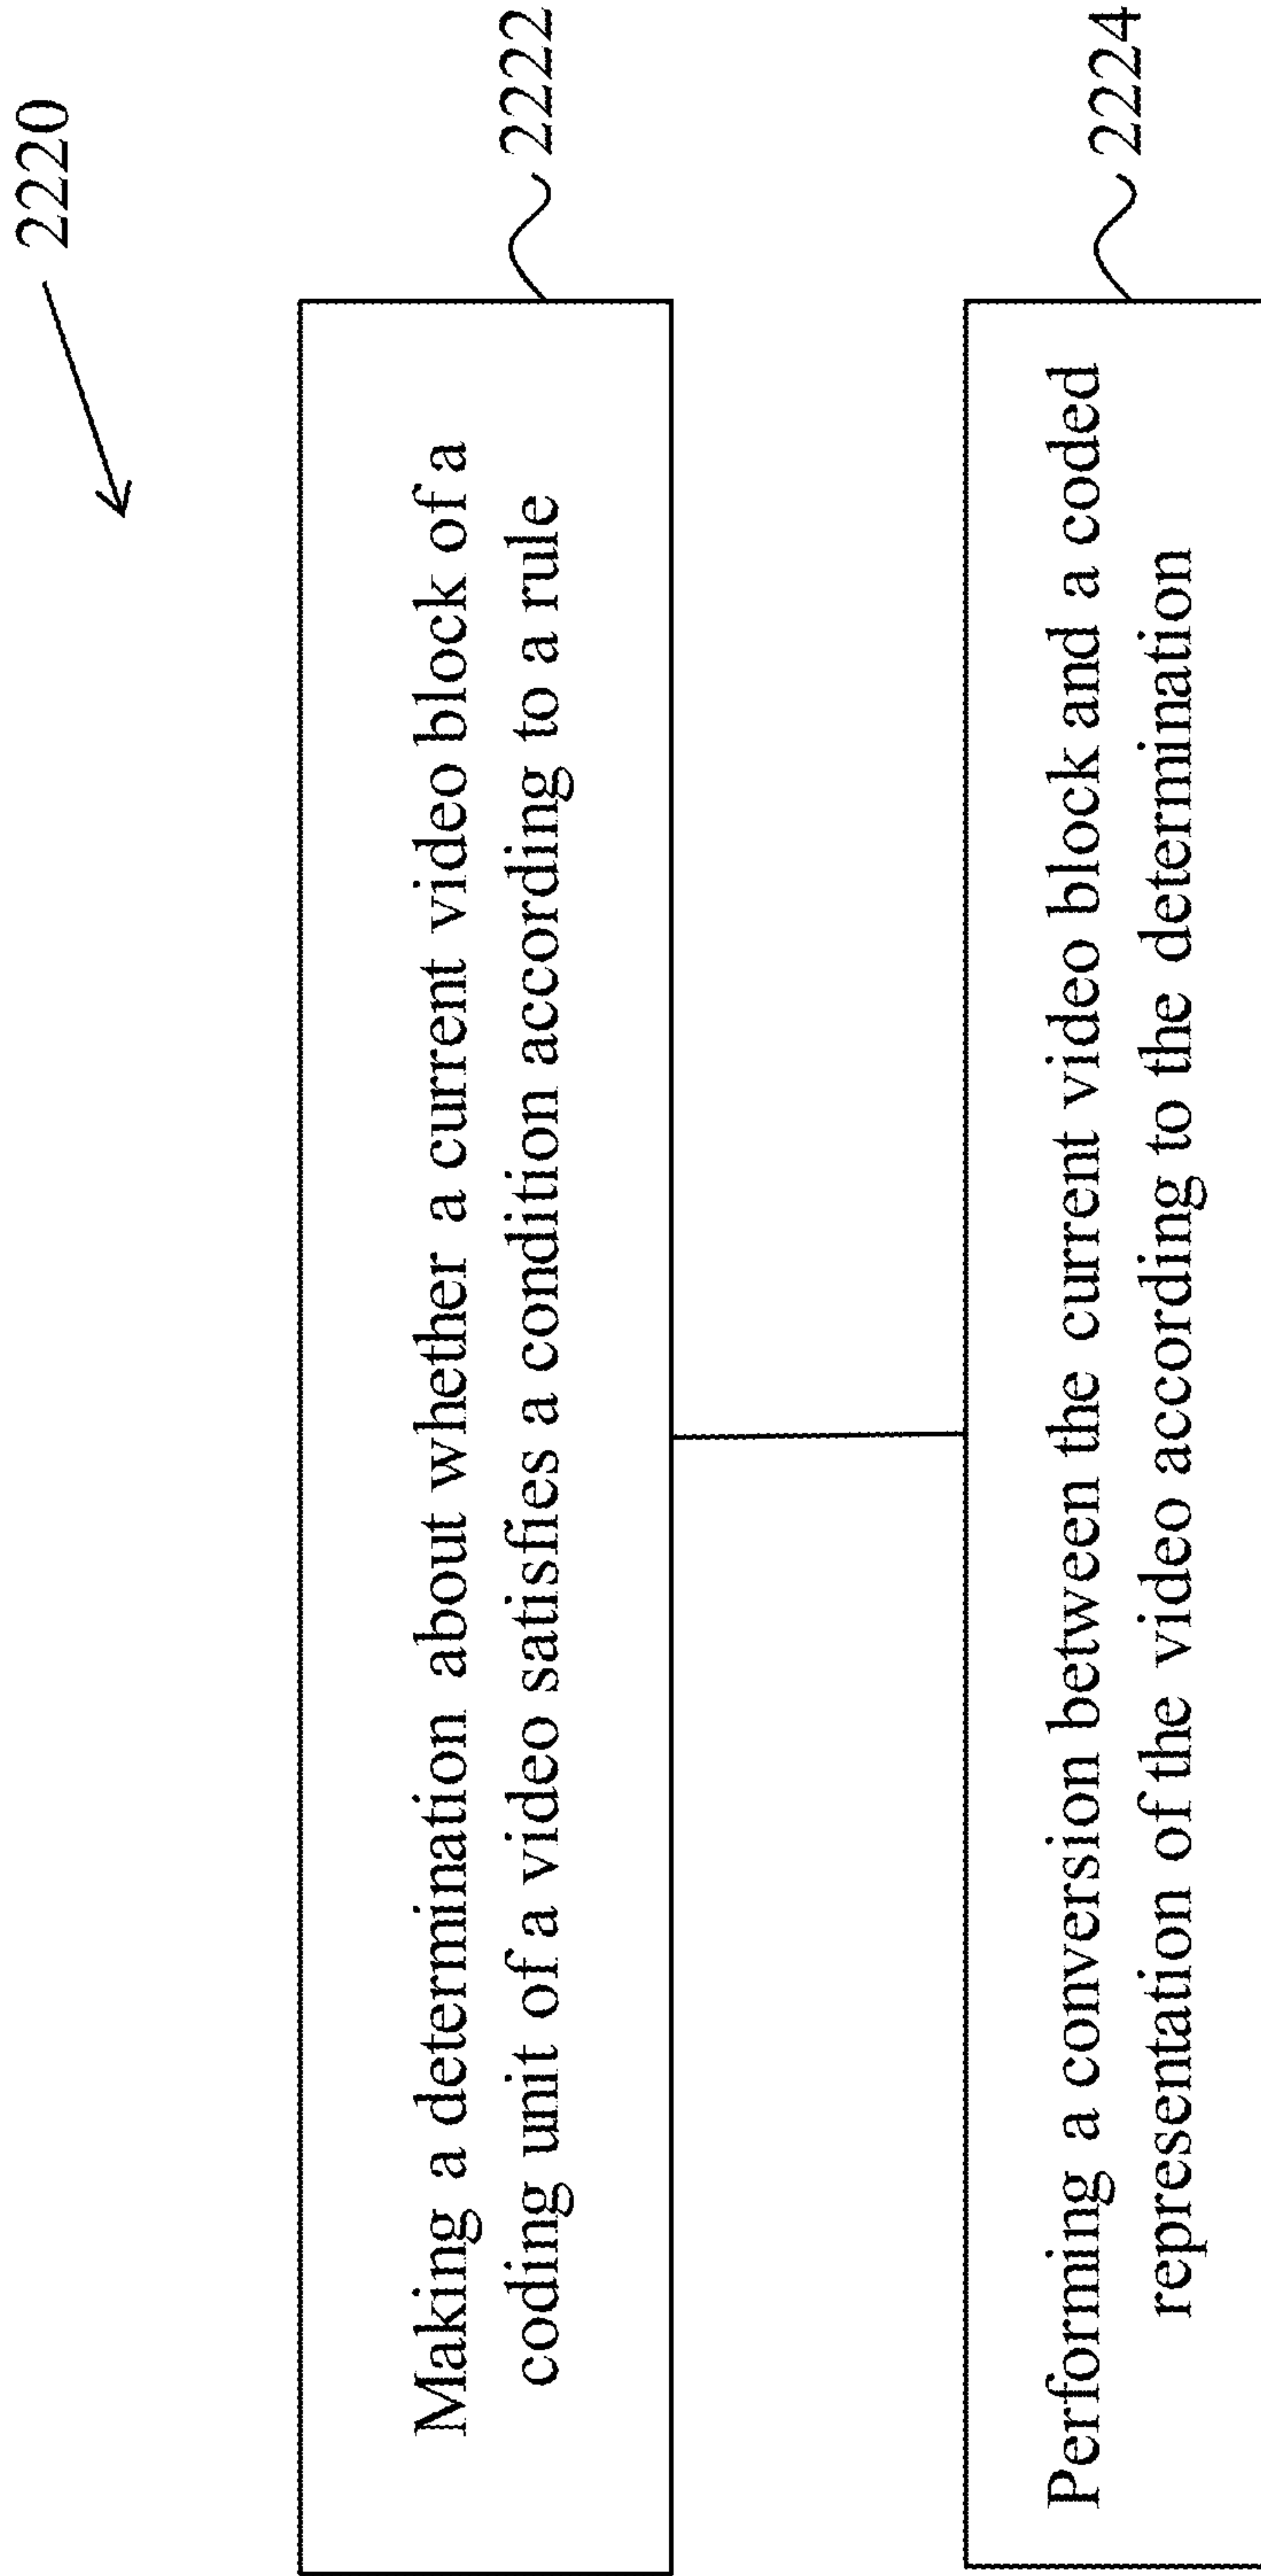 2220
Making a determination about whether a current video block of a
coding unit of a video satisfies a condition according to a rule
2222
Performing a conversion between the current video block and a coded
representation of the video according to the determination
2224